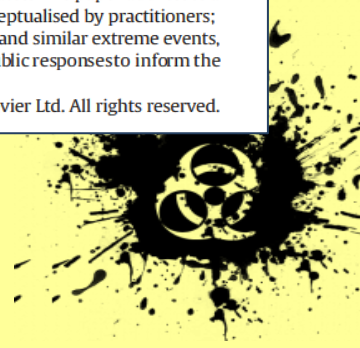 eptualised by practitioners;
and similar extreme events,
blic responsesto inform the
vier Ltd. All rights reserved.